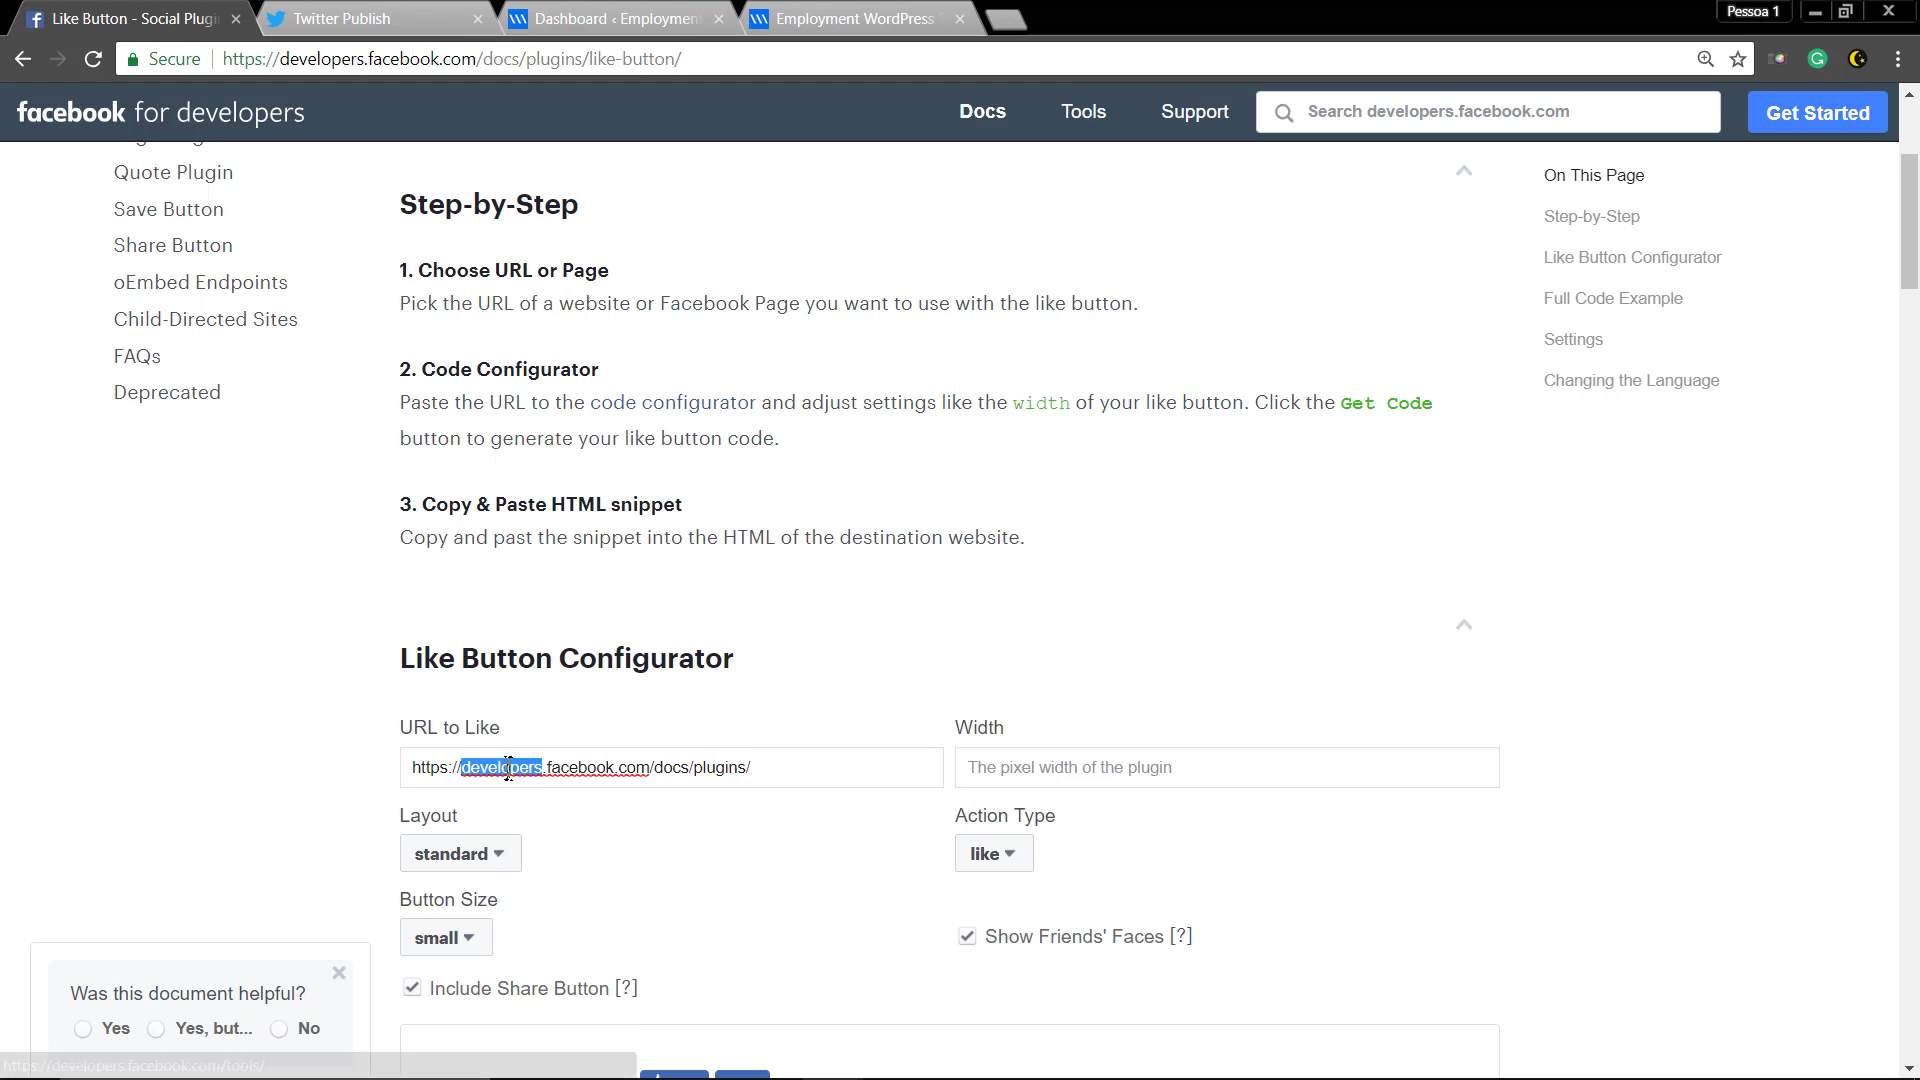 Like Button - Social Plugi
Twitter Publish
Dashboard ‹ Employmen
Employment WordPress T
Pessoa 1
Secure
https://developers.facebook.com/docs/plugins/like-button/
facebook for developers
Docs
Tools
Support
Search developers.facebook.com
Get Started
Quote Plugin
Save Button
Share Button
oEmbed Endpoints
Child-Directed Sites
FAQs
Deprecated
Step-by-Step
1. Choose URL or Page
Pick the URL of a website or Facebook Page you want to use with the like button.
2. Code Configurator
Paste the URL to the code configurator and adjust settings like the width of your like button. Click the Get Code
button to generate your like button code.
3. Copy & Paste HTML snippet
Copy and past the snippet into the HTML of the destination website.
On This Page
Step-by-Step
Like Button Configurator
Full Code Example
Settings
Changing the Language
Like Button Configurator
URL to Like
Width
https://developers.facebook.com/docs/plugins/
The pixel width of the plugin
Layout
Action Type
standard
like
Button Size
small
Show Friends' Faces [?]
Include Share Button [?]
Was this document helpful?
Yes
Yes, but...
No
https://developers.facebook.com/tools/